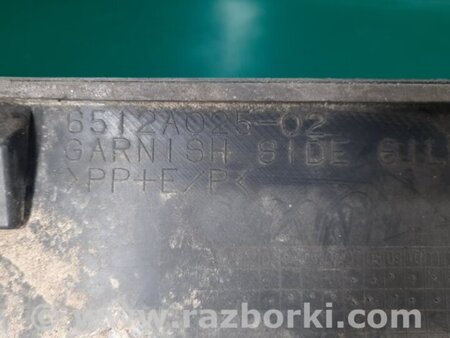 6512A025-02
GARNISH SIDE SIL
>PP+E/P<
www.razborki.com